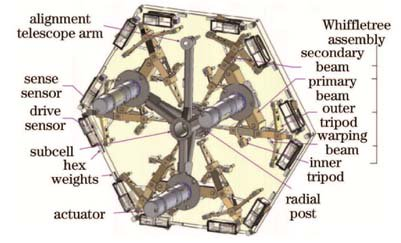 alignment
telescope arm
sense
sensor
drive
sensor
subcell
hex
weights
actuator
Whiffletree
assembly
secondary
beam
primary
beam
outer
tripod
warping
beam
inner
tripod
radial
post